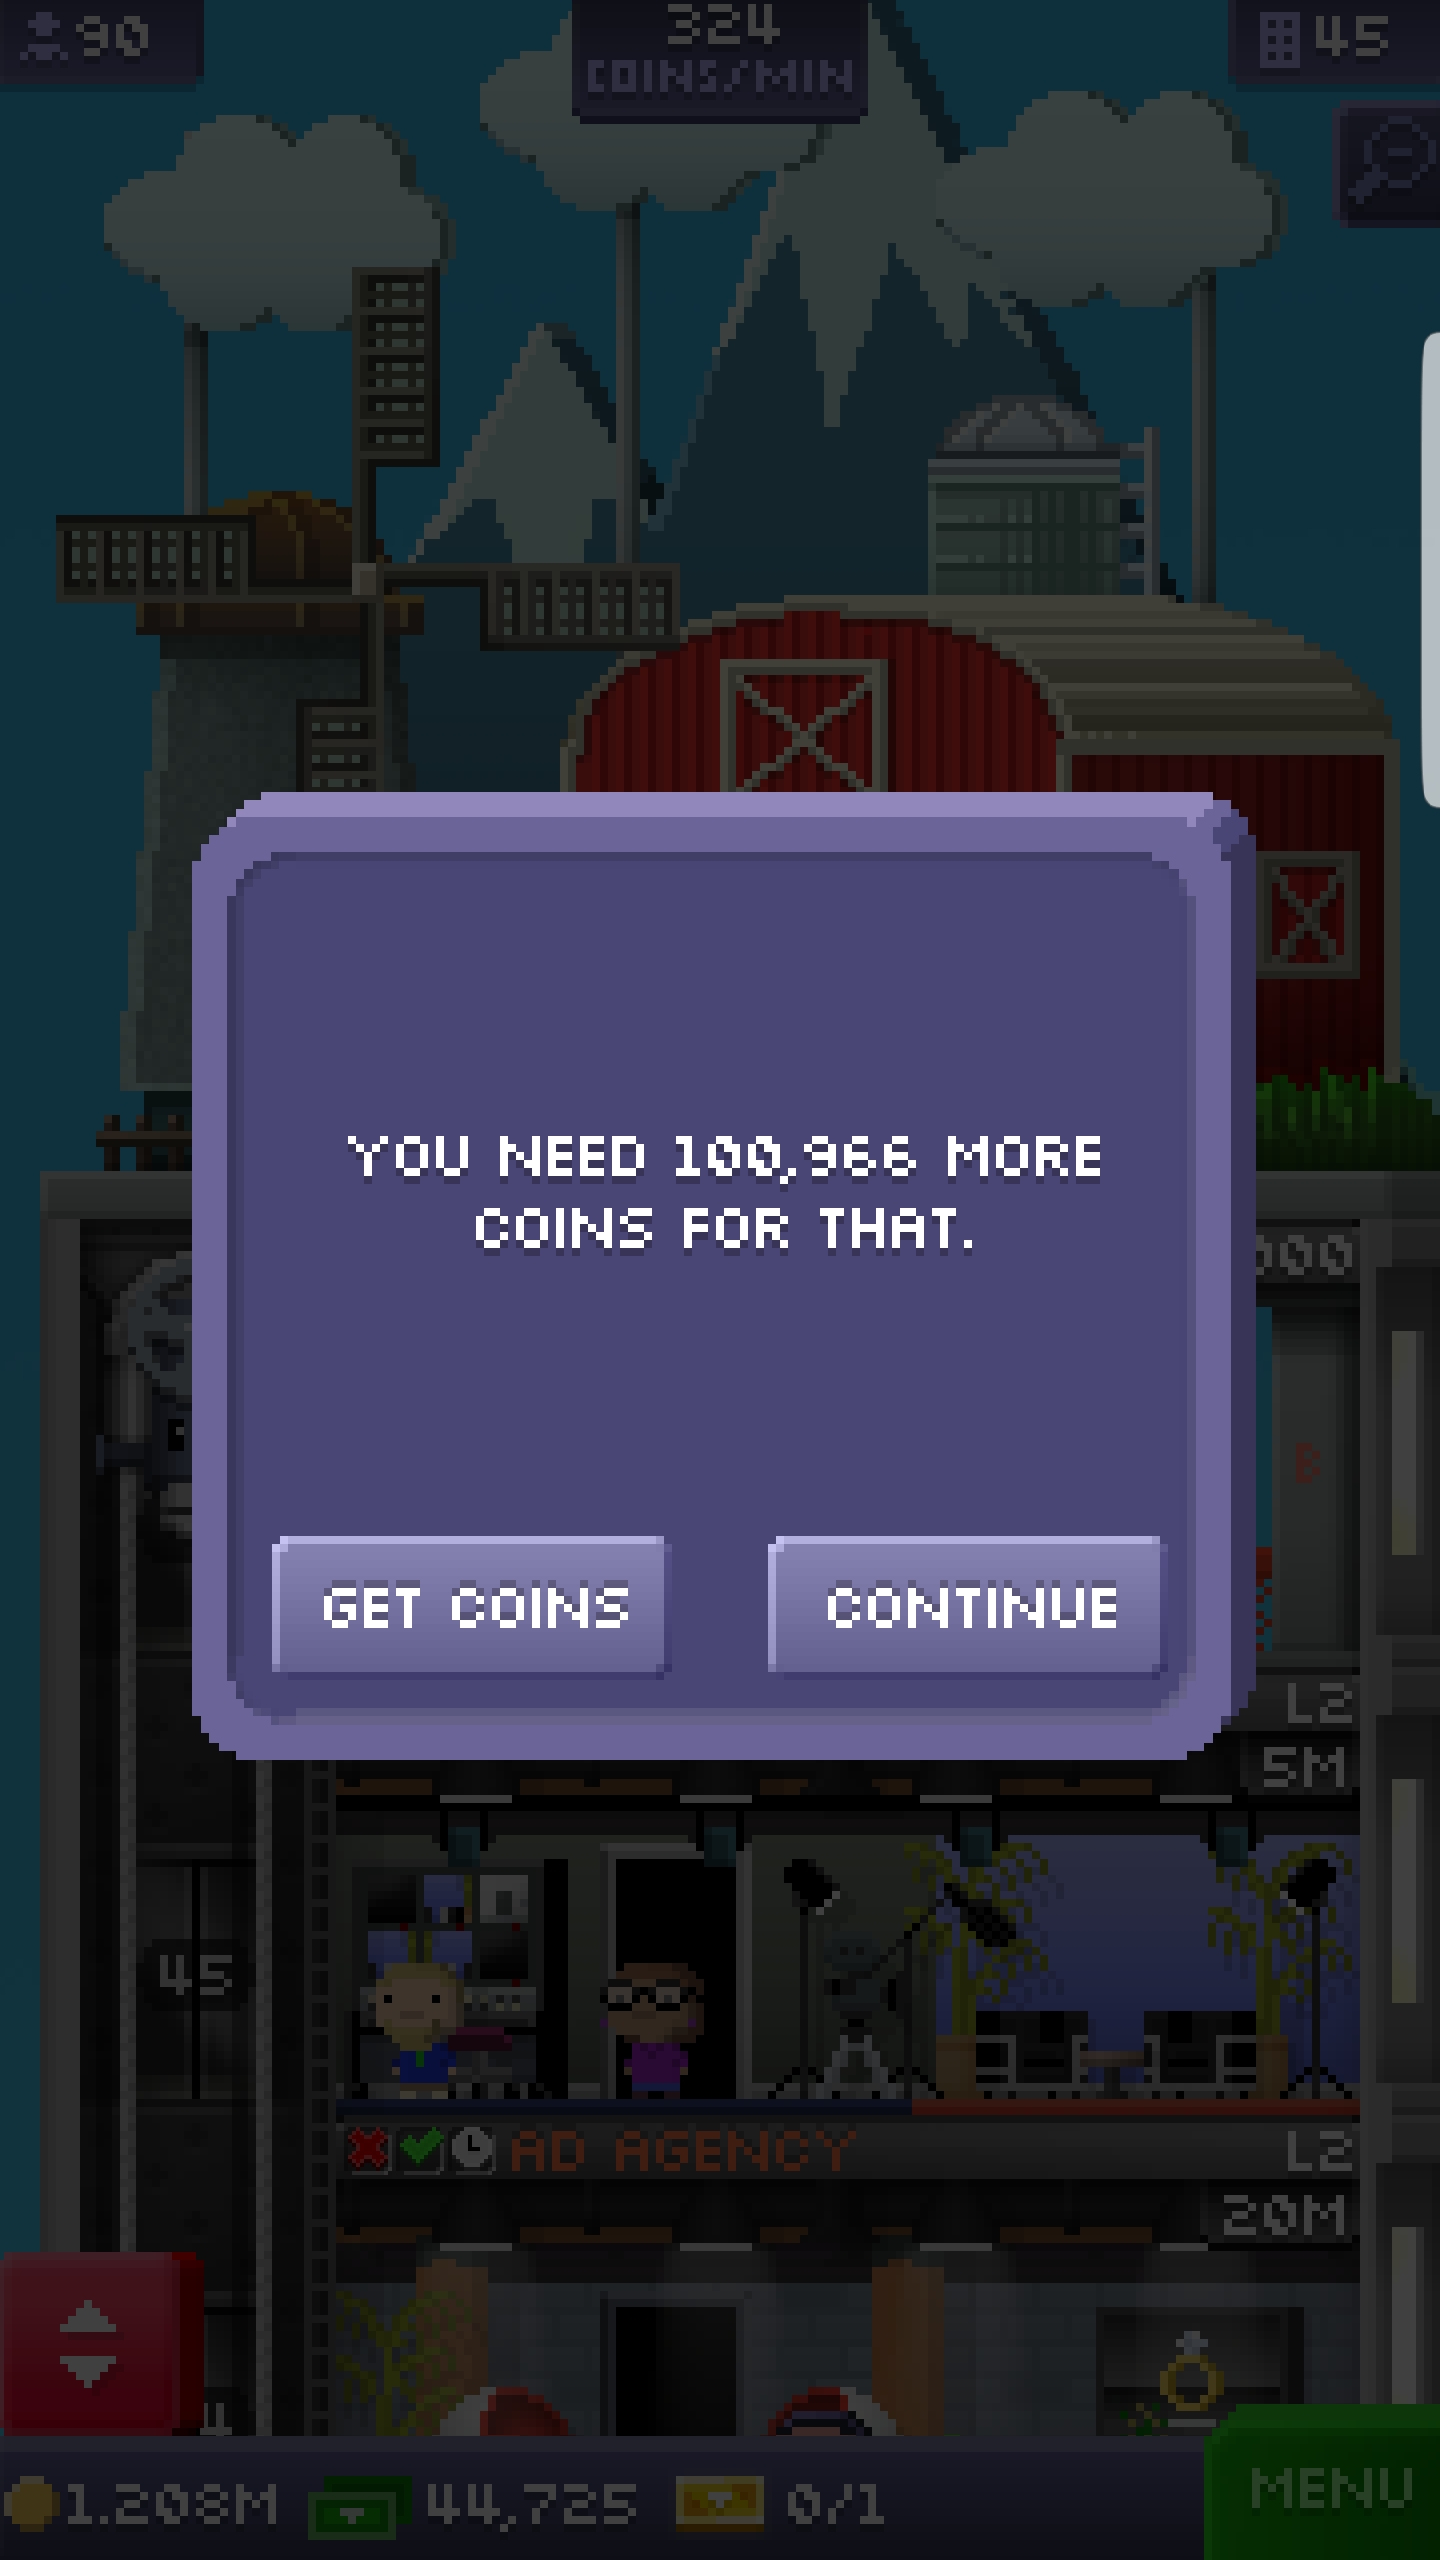 90
324
COINS/MIN
45
YOU NEED 100,966 MORE
COINS FOR THAT.
000
B
GET COINS
CONTINUE
L2
5M
45
AD AGENCY
L2
20M
1.208M
44,725
0/1
MENU